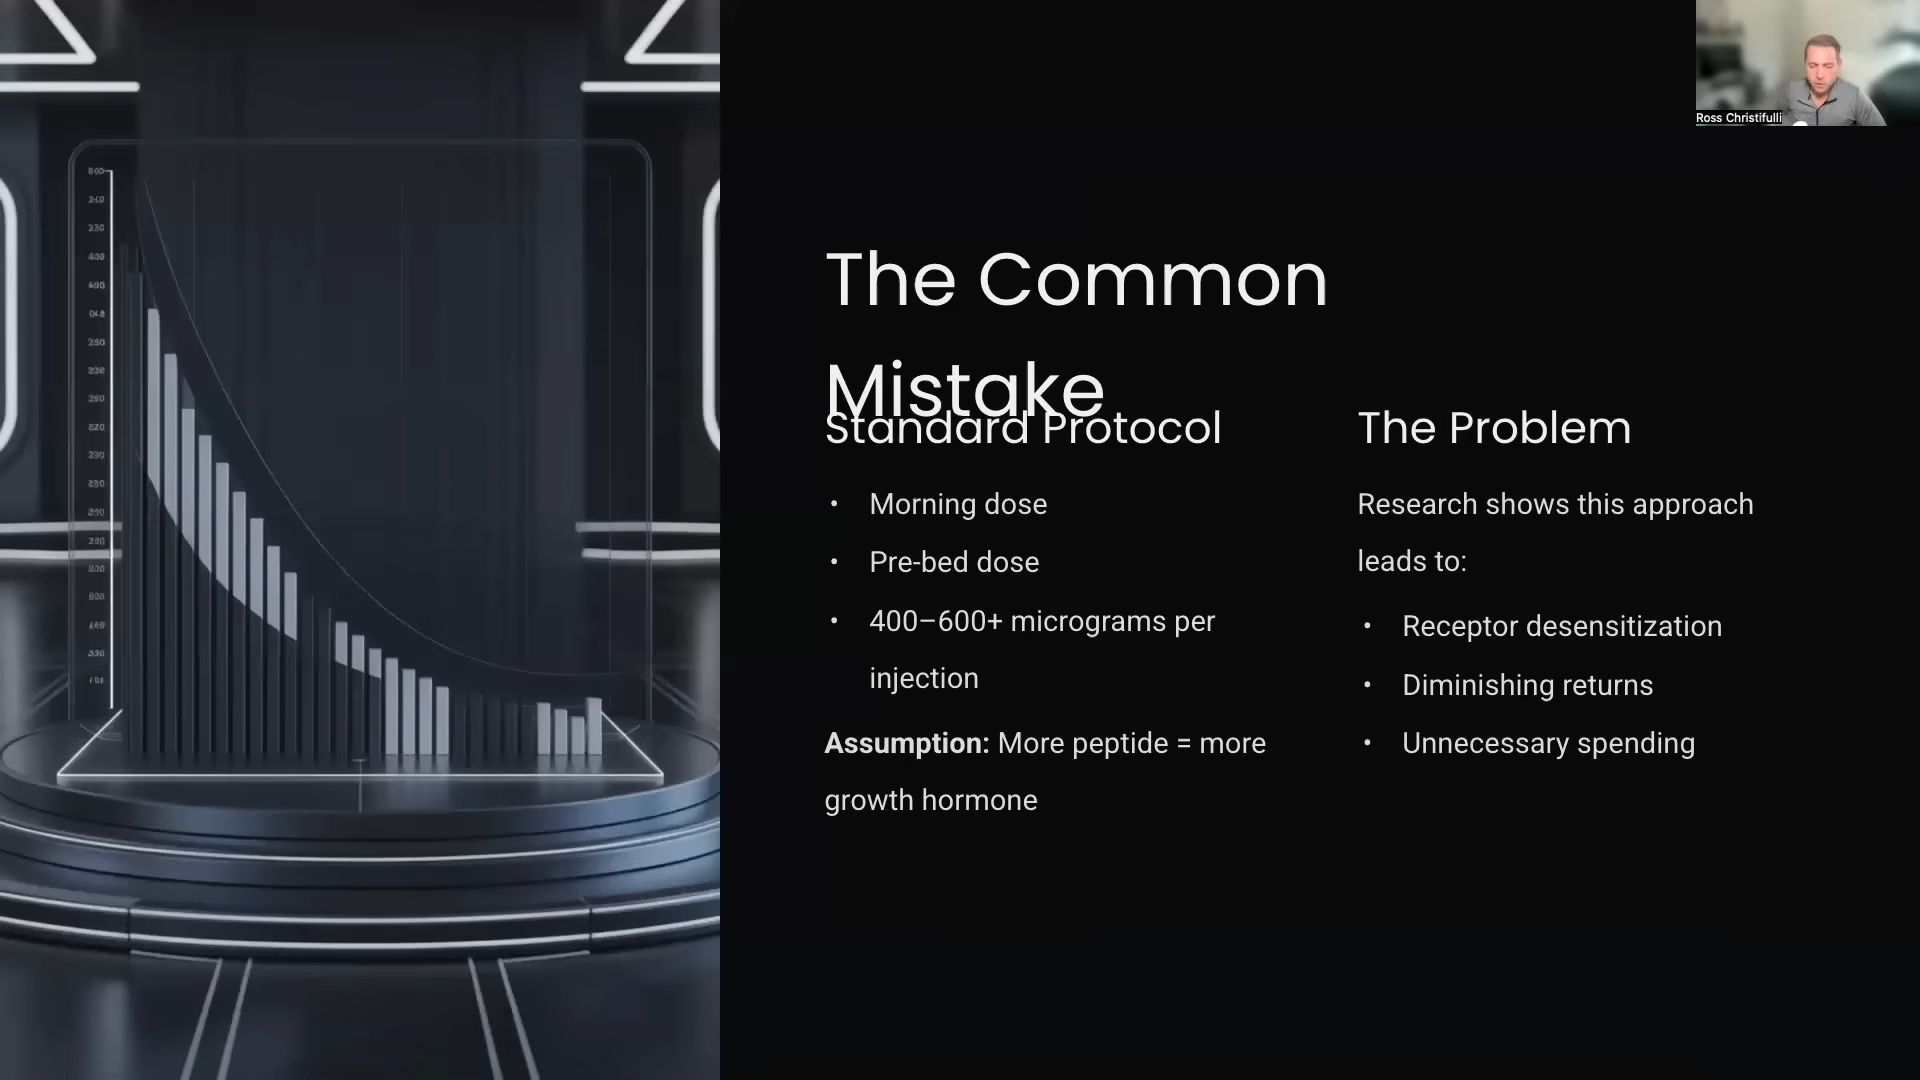 Ross Christifulli
The Common
Mistake
Standard Protocol
• Morning dose
• Pre-bed dose
• 400–600+ micrograms per
injection
Assumption: More peptide = more
growth hormone
The Problem
Research shows this approach
leads to:
• Receptor desensitization
• Diminishing returns
• Unnecessary spending